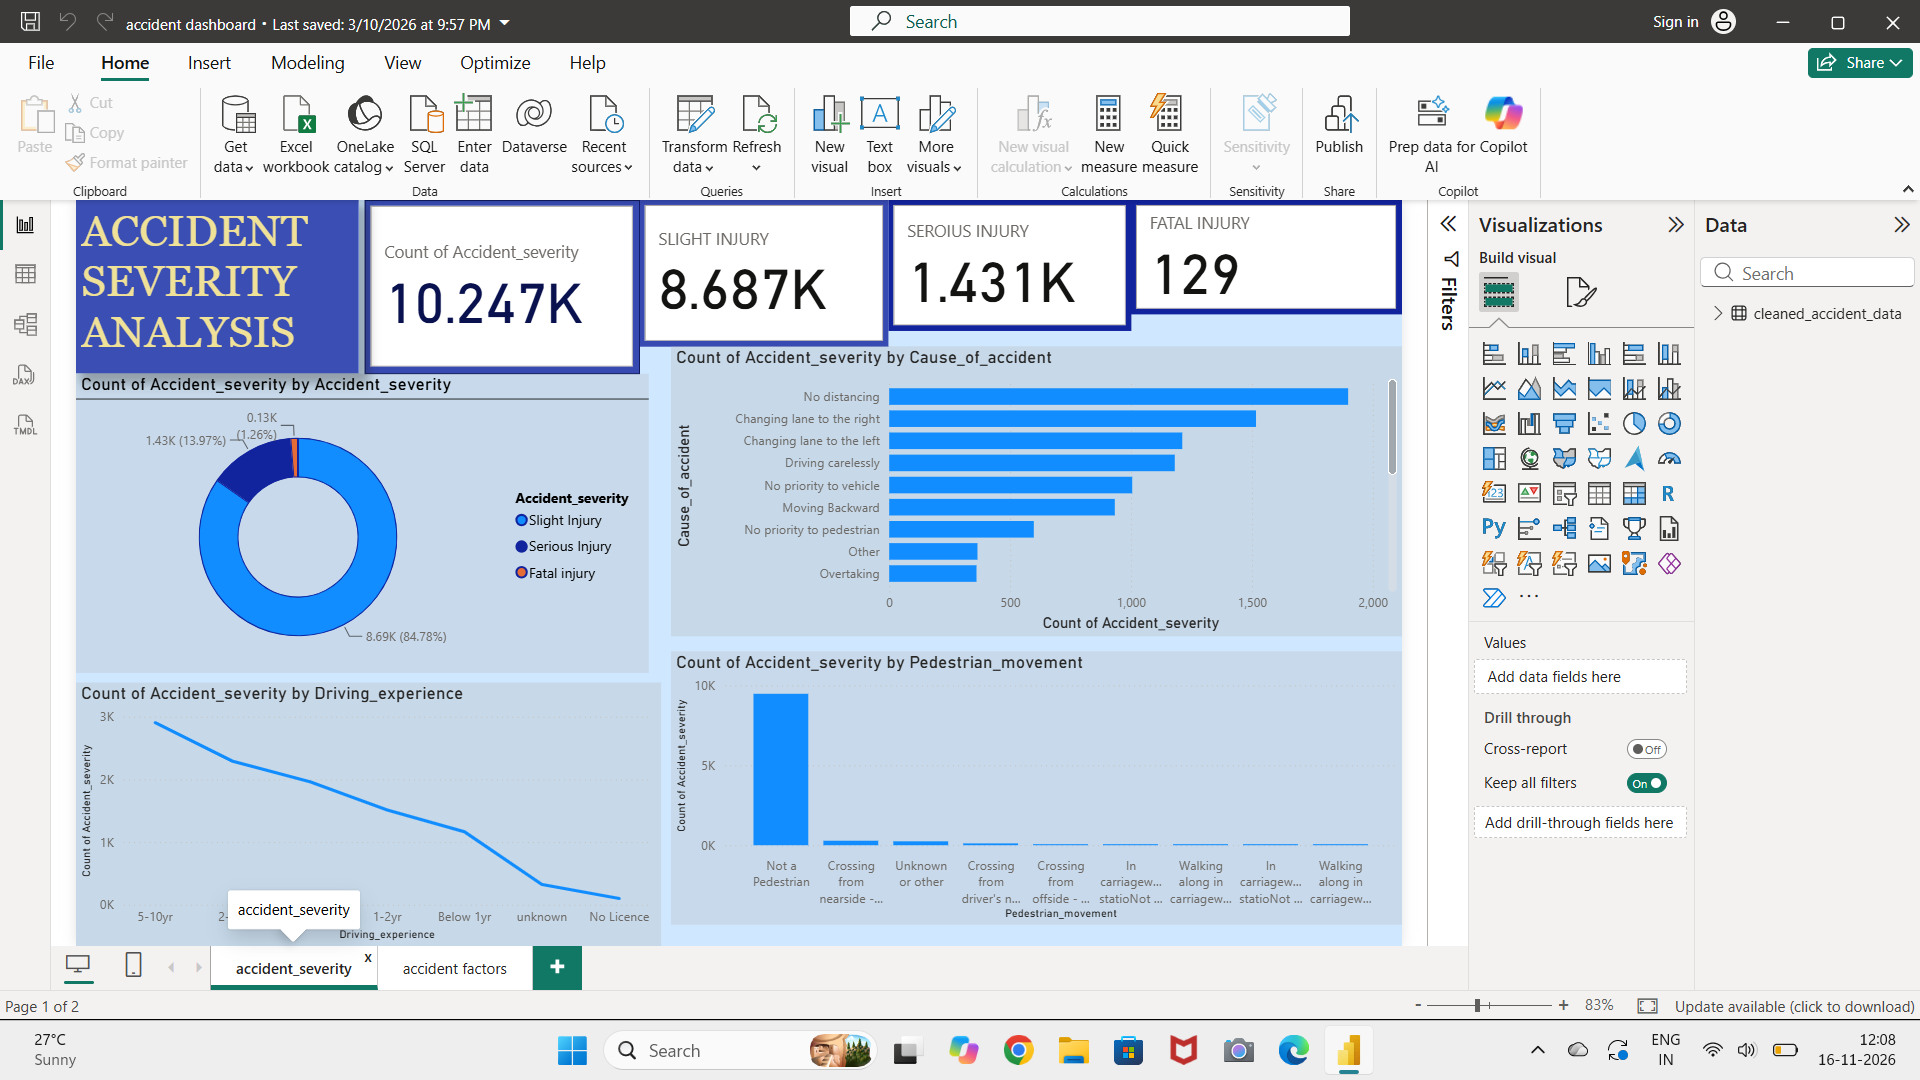 accident dashboard • Last saved: 3/10/2026 at 9:57 PM
Search
Sign in
File
Home
Insert
Modeling
View
Optimize
Help
Share
Paste
Cut
Copy
Format painter
Clipboard
Get data
Excel workbook
OneLake catalog
SQL Server
Enter data
Dataverse
Recent sources
Data
Transform data
Refresh
Queries
New visual
Text box
More visuals
Insert
New visual calculation
New measure
Quick measure
Calculations
Sensitivity
Sensitivity
Publish
Share
Prep data for AI
Copilot
Copilot
ACCIDENT
SEVERITY
ANALYSIS
Count of Accident_severity
10.247K
SLIGHT INJURY
8.687K
SEROIUS INJURY
1.431K
FATAL INJURY
129
Count of Accident_severity by Accident_severity
0.13K
(1.26%)
1.43K (13.97%)
8.69K (84.78%)
Accident_severity
Slight Injury
Serious Injury
Fatal injury
Count of Accident_severity by Cause_of_accident
Cause_of_accident
No distancing
Changing lane to the right
Changing lane to the left
Driving carelessly
No priority to vehicle
Moving Backward
No priority to pedestrian
Other
Overtaking
0
500
1,000
1,500
2,000
Count of Accident_severity
Count of Accident_severity by Driving_experience
Count of Accident_severity
3K
2K
1K
0K
5-10yr
2-
1-2yr
Below 1yr
unknown
No Licence
Driving_experience
accident_severity
Count of Accident_severity by Pedestrian_movement
Count of Accident_severity
10K
5K
0K
Not a Pedestrian
Crossing from nearside -...
Unknown or other
Crossing from driver's n...
Crossing from offside - ...
In carriagew... statioNot ...
Walking along in carriagew...
In carriagew... statioNot ...
Walking along in carriagew...
Pedestrian_movement
Filters
Visualizations
Build visual
123
R
Py
...
Values
Add data fields here
Drill through
Cross-report
Off
Keep all filters
On
Add drill-through fields here
Data
Search
cleaned_accident_data
DAX
TMDL
accident_severity
x
accident factors
+
Page 1 of 2
- + 83%
Update available (click to download)
27°C
Sunny
Search
ENG
IN
12:08
16-11-2026